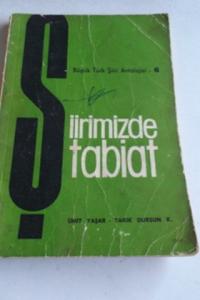 Büyük Türk Şiiri Antolojisi - 6
Şiirimizde
tabiat
ÜMİT YAŞAR - TARIK DURSUN K.